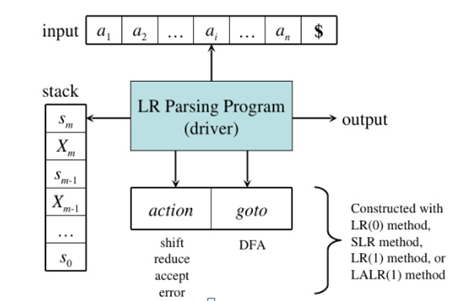 input a1 a2 … ai … an $
stack
LR Parsing Program
(driver)
output
sm
Xm
sm-1
Xm-1
…
s0
action goto
shift
reduce
accept
error
DFA
Constructed with
LR(0) method,
SLR method,
LR(1) method, or
LALR(1) method